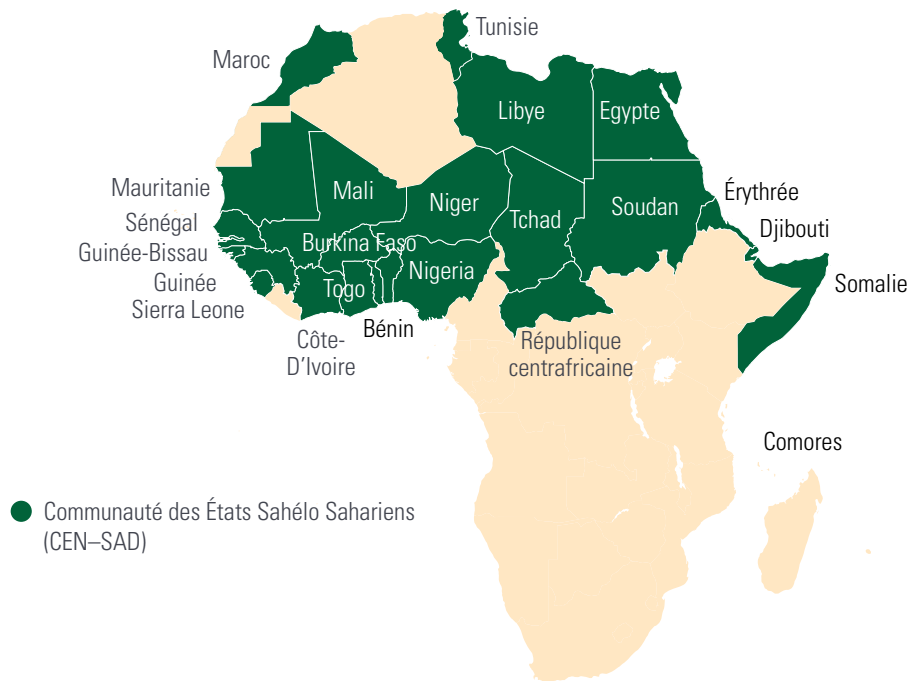 Tunisie
Maroc
Libye
Egypte
Mauritanie
Mali
Niger
Tchad
Soudan
Érythrée
Sénégal
Djibouti
Guinée-Bissau
Burkina Faso
Nigeria
Guinée
Togo
Somalie
Sierra Leone
Bénin
Côte-
D'Ivoire
République
centrafricaine
Comores
Communauté des États Sahélo Sahariens
(CEN–SAD)